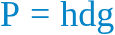 P = hdg